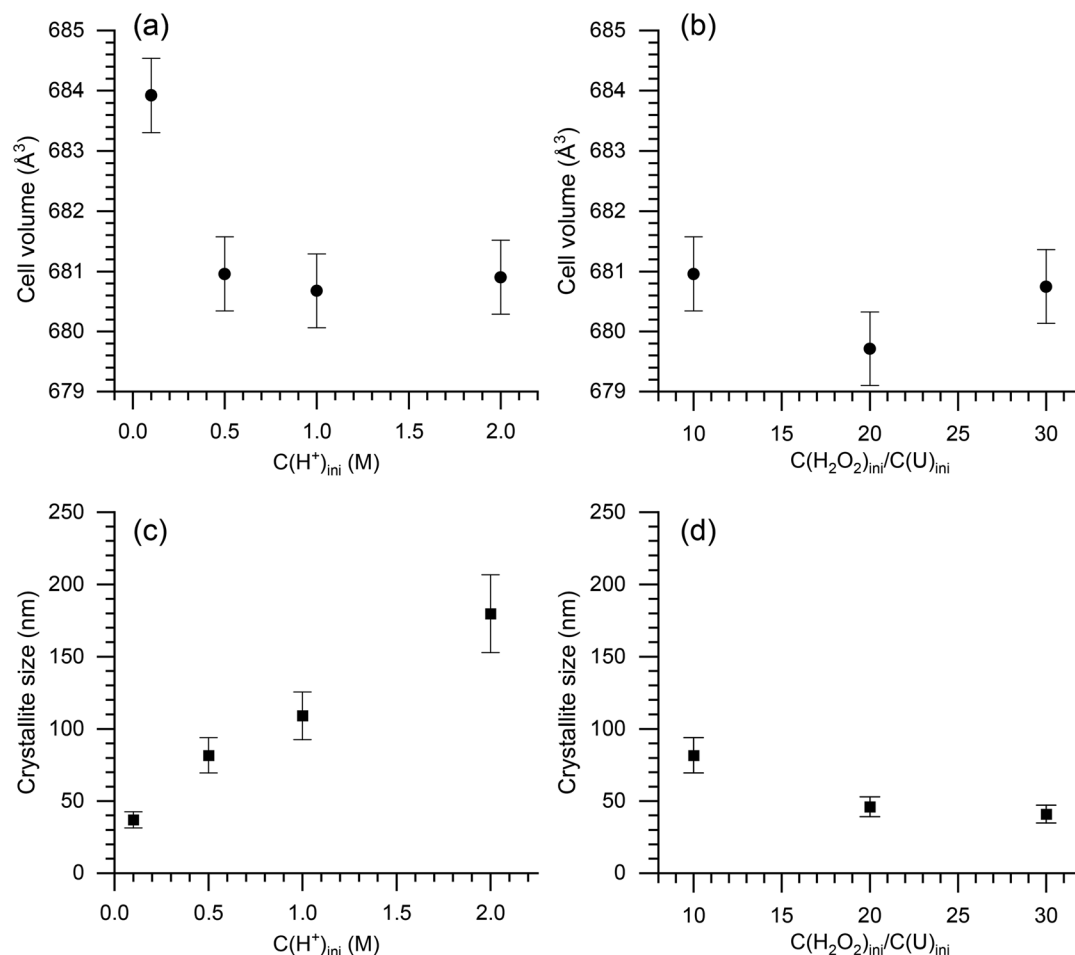 (a)
685
684
683
682
681
680
679
Cell volume (Å³)
0.0 0.5 1.0 1.5 2.0
C(H⁺)ini (M)
(b)
685
684
683
682
681
680
679
Cell volume (Å³)
10 15 20 25 30
C(H₂O₂)ini/C(U)ini
(c)
250
200
150
100
50
0
Crystallite size (nm)
0.0 0.5 1.0 1.5 2.0
C(H⁺)ini (M)
(d)
250
200
150
100
50
0
Crystallite size (nm)
10 15 20 25 30
C(H₂O₂)ini/C(U)ini